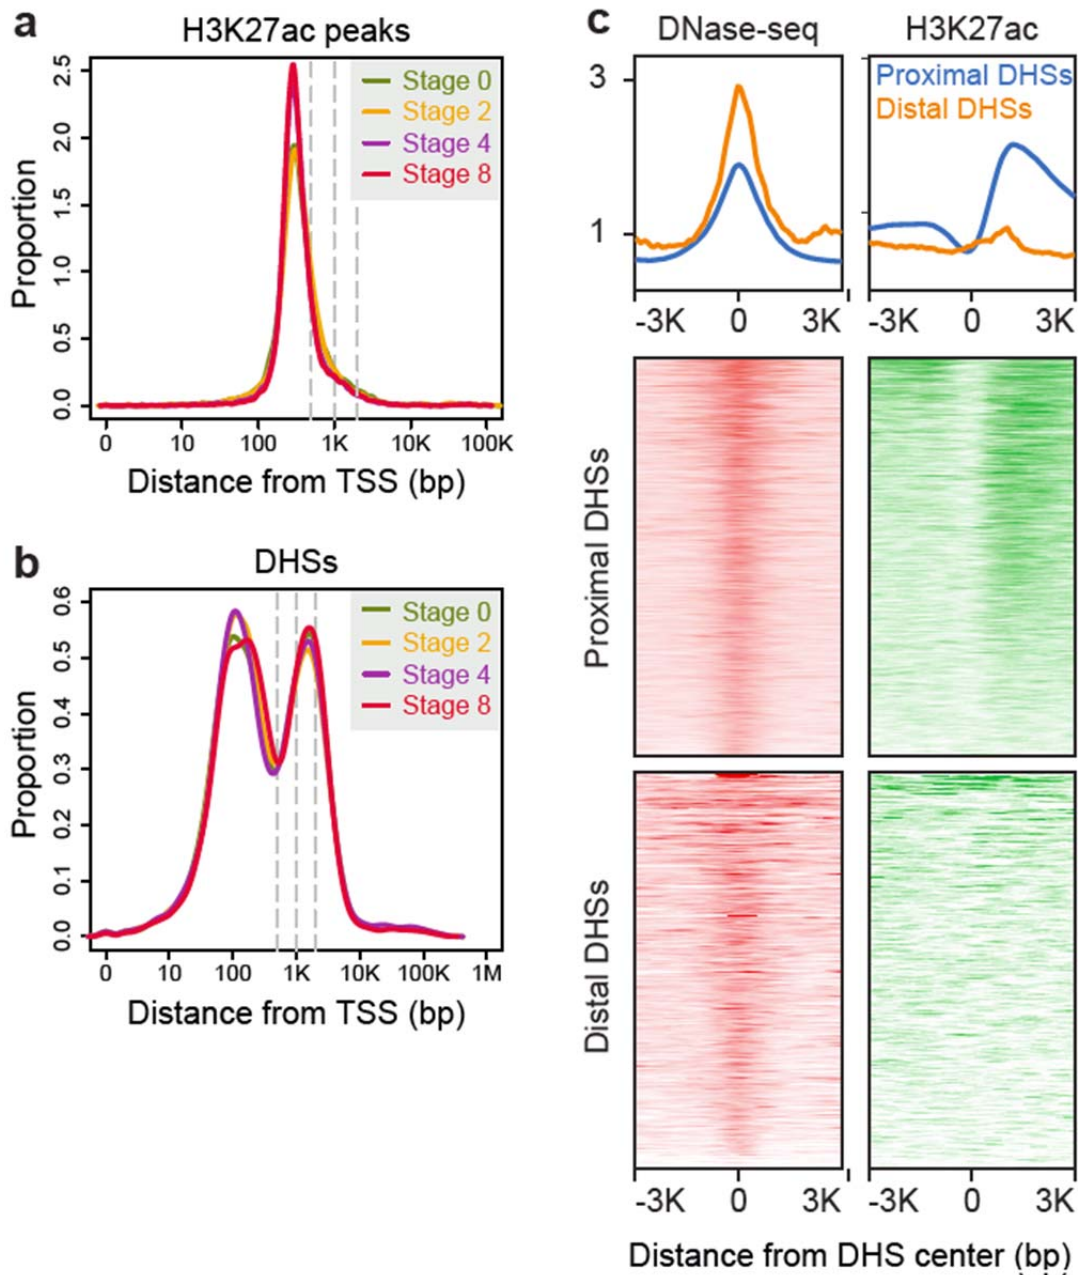 a
H3K27ac peaks
Proportion
2.5
2.0
1.5
1.0
0.5
0.0
Stage 0
Stage 2
Stage 4
Stage 8
0 10 100 1K 10K 100K
Distance from TSS (bp)
b
DHSs
Proportion
0.6
0.5
0.4
0.3
0.2
0.1
0.0
Stage 0
Stage 2
Stage 4
Stage 8
0 10 100 1K 10K 100K 1M
Distance from TSS (bp)
c
DNase-seq H3K27ac
3
1
Proximal DHSs
Distal DHSs
-3K 0 3K -3K 0 3K
Proximal DHSs
Distal DHSs
-3K 0 3K -3K 0 3K
Distance from DHS center (bp)